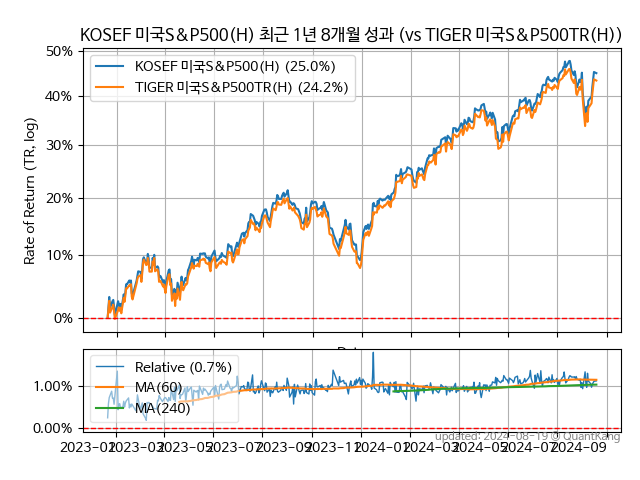 KOSEF 미국S&P500(H) 최근 1년 8개월 성과 (vs TIGER 미국S&P500TR(H))
50%
40%
30%
20%
10%
0%
Rate of Return (TR, log)
KOSEF 미국S&P500(H) (25.0%)
TIGER 미국S&P500TR(H) (24.2%)
1.00%
0.00%
Relative (0.7%)
MA(60)
MA(240)
updated: 2024-08-19 @ QuantKang
2023-01 2023-03 2023-05 2023-07 2023-09 2023-11 2024-01 2024-03 2024-05 2024-07 2024-09